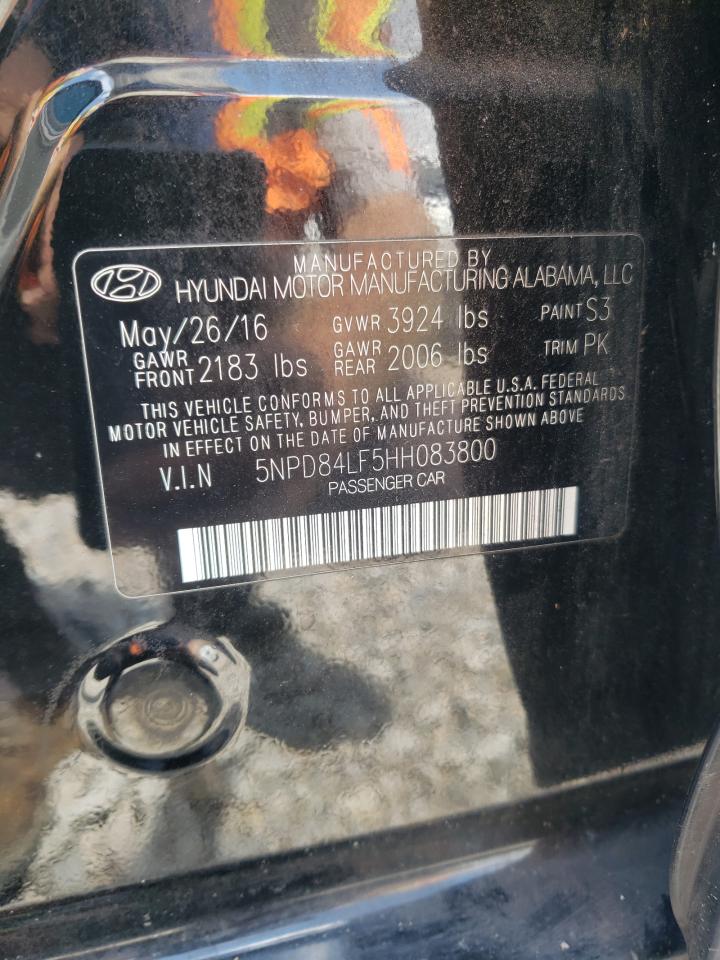 MANUFACTURED BY
HYUNDAI MOTOR MANUFACTURING ALABAMA, LLC
May/26/16 GVWR 3924 lbs PAINT S3
GAWR FRONT 2183 lbs GAWR REAR 2006 lbs TRIM PK
THIS VEHICLE CONFORMS TO ALL APPLICABLE U.S.A. FEDERAL
MOTOR VEHICLE SAFETY, BUMPER, AND THEFT PREVENTION STANDARDS
IN EFFECT ON THE DATE OF MANUFACTURE SHOWN ABOVE
V.I.N 5NPD84LF5HH083800
PASSENGER CAR